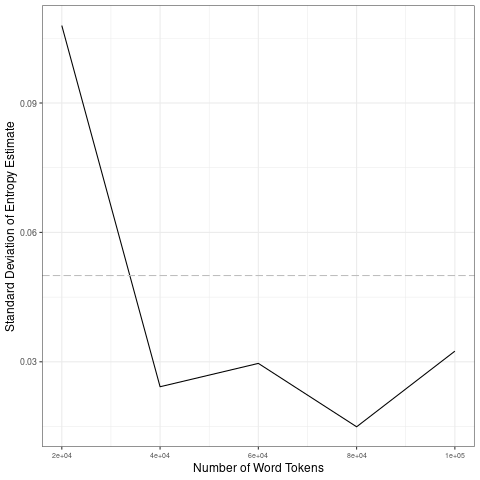 Standard Deviation of Entropy Estimate
0.09
0.06
0.03
2e+04 4e+04 6e+04 8e+04 1e+05
Number of Word Tokens